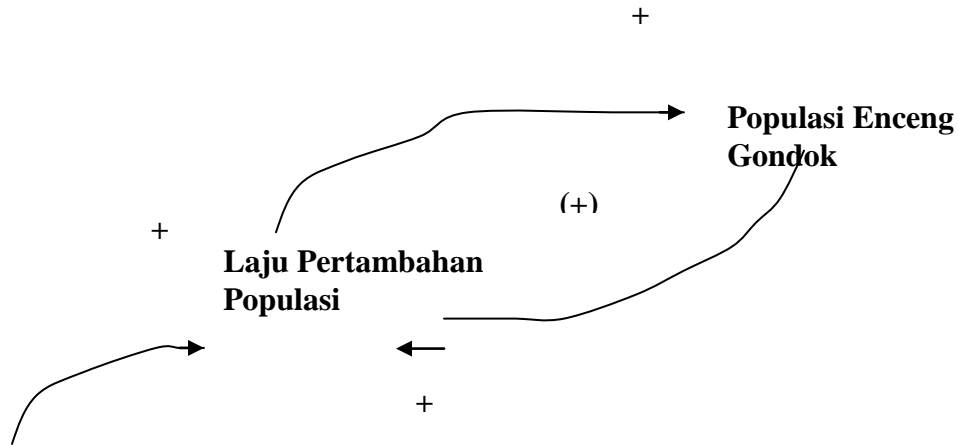 +
Populasi Enceng
Gondok
(+)
+
Laju Pertambahan
Populasi
+